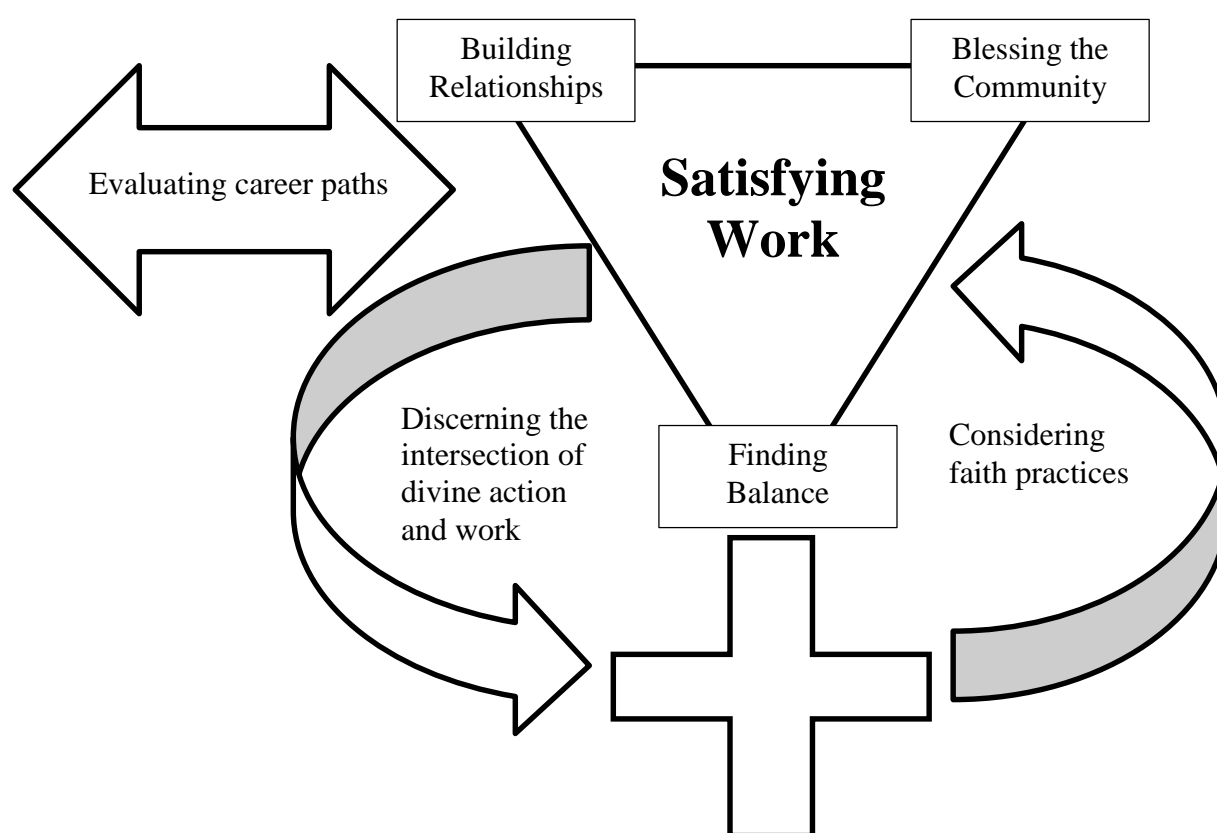 Building
Relationships
Blessing the
Community
Evaluating career paths
Satisfying
Work
Discerning the
intersection of
divine action
and work
Finding
Balance
Considering
faith practices